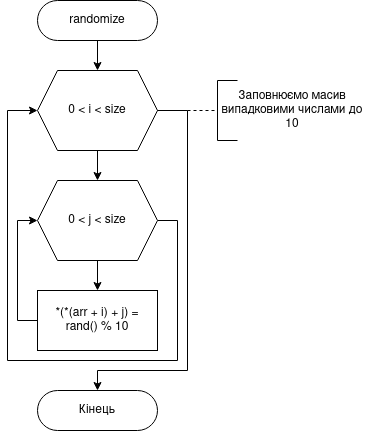 randomize
0 < i < size
Заповнюємо масив
випадковими числами до
10
0 < j < size
*(*(arr + i) + j) =
rand() % 10
Кінець